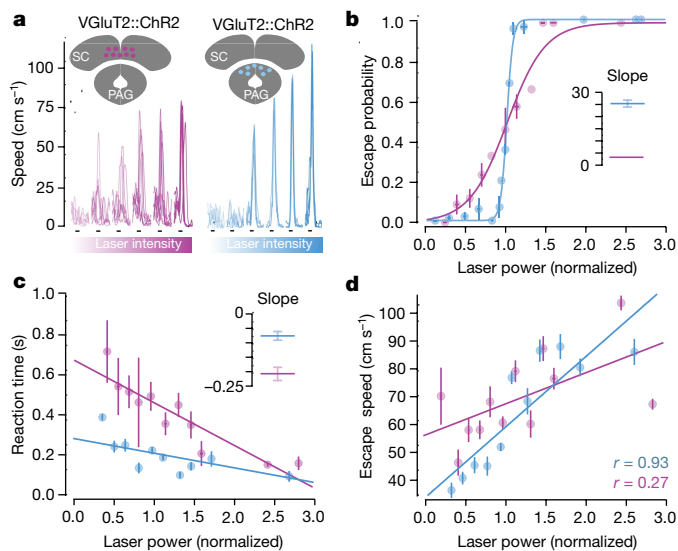 a
VGluT2::ChR2
VGluT2::ChR2
SC
PAG
SC
PAG
Speed (cm s⁻¹)
100
75
50
25
0
Laser intensity
Laser intensity
b
Escape probability
1.0
0.8
0.6
0.4
0.2
0.0
Slope
30
0
0.0 0.5 1.0 1.5 2.0 2.5 3.0
Laser power (normalized)
c
Reaction time (s)
1.0
0.8
0.6
0.4
0.2
0.0
Slope
0
−0.25
0.0 0.5 1.0 1.5 2.0 2.5 3.0
Laser power (normalized)
d
Escape speed (cm s⁻¹)
100
90
80
70
60
50
40
r = 0.93
r = 0.27
0.0 0.5 1.0 1.5 2.0 2.5 3.0
Laser power (normalized)